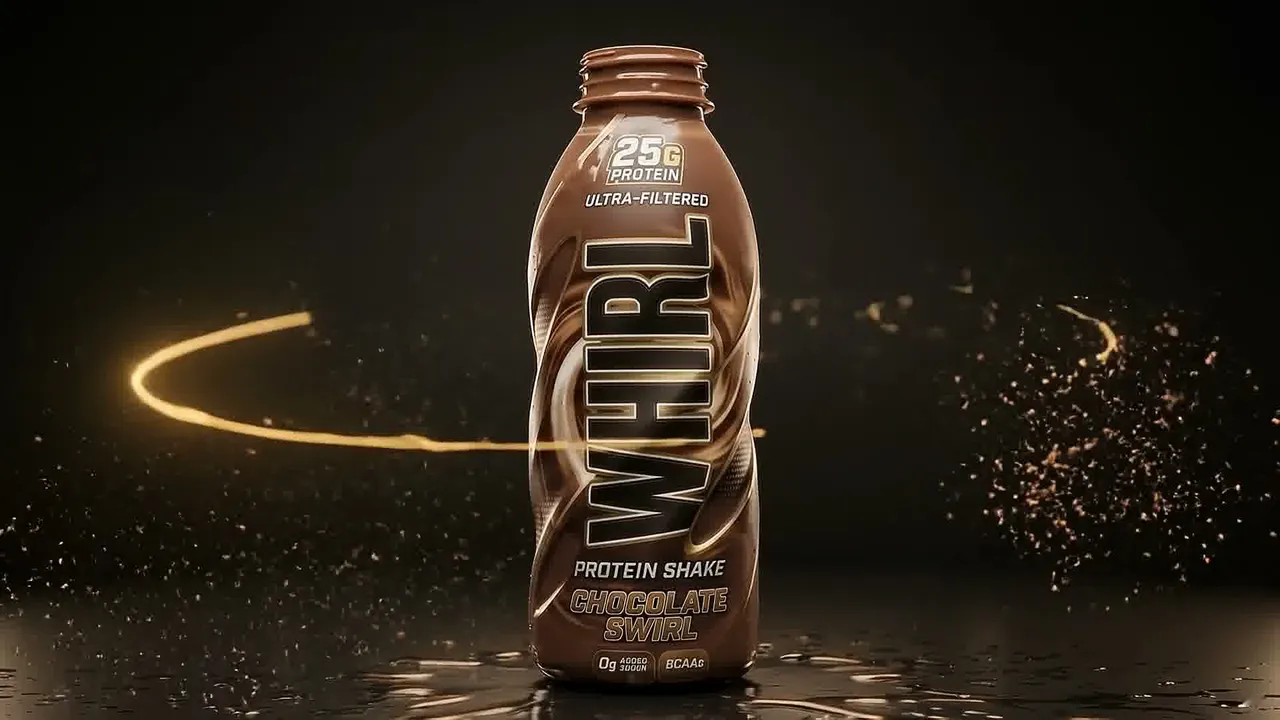 25G
PROTEIN
ULTRA-FILTERED
WHIRL
PROTEIN SHAKE
CHOCOLATE
SWIRL
0g
BCAAs